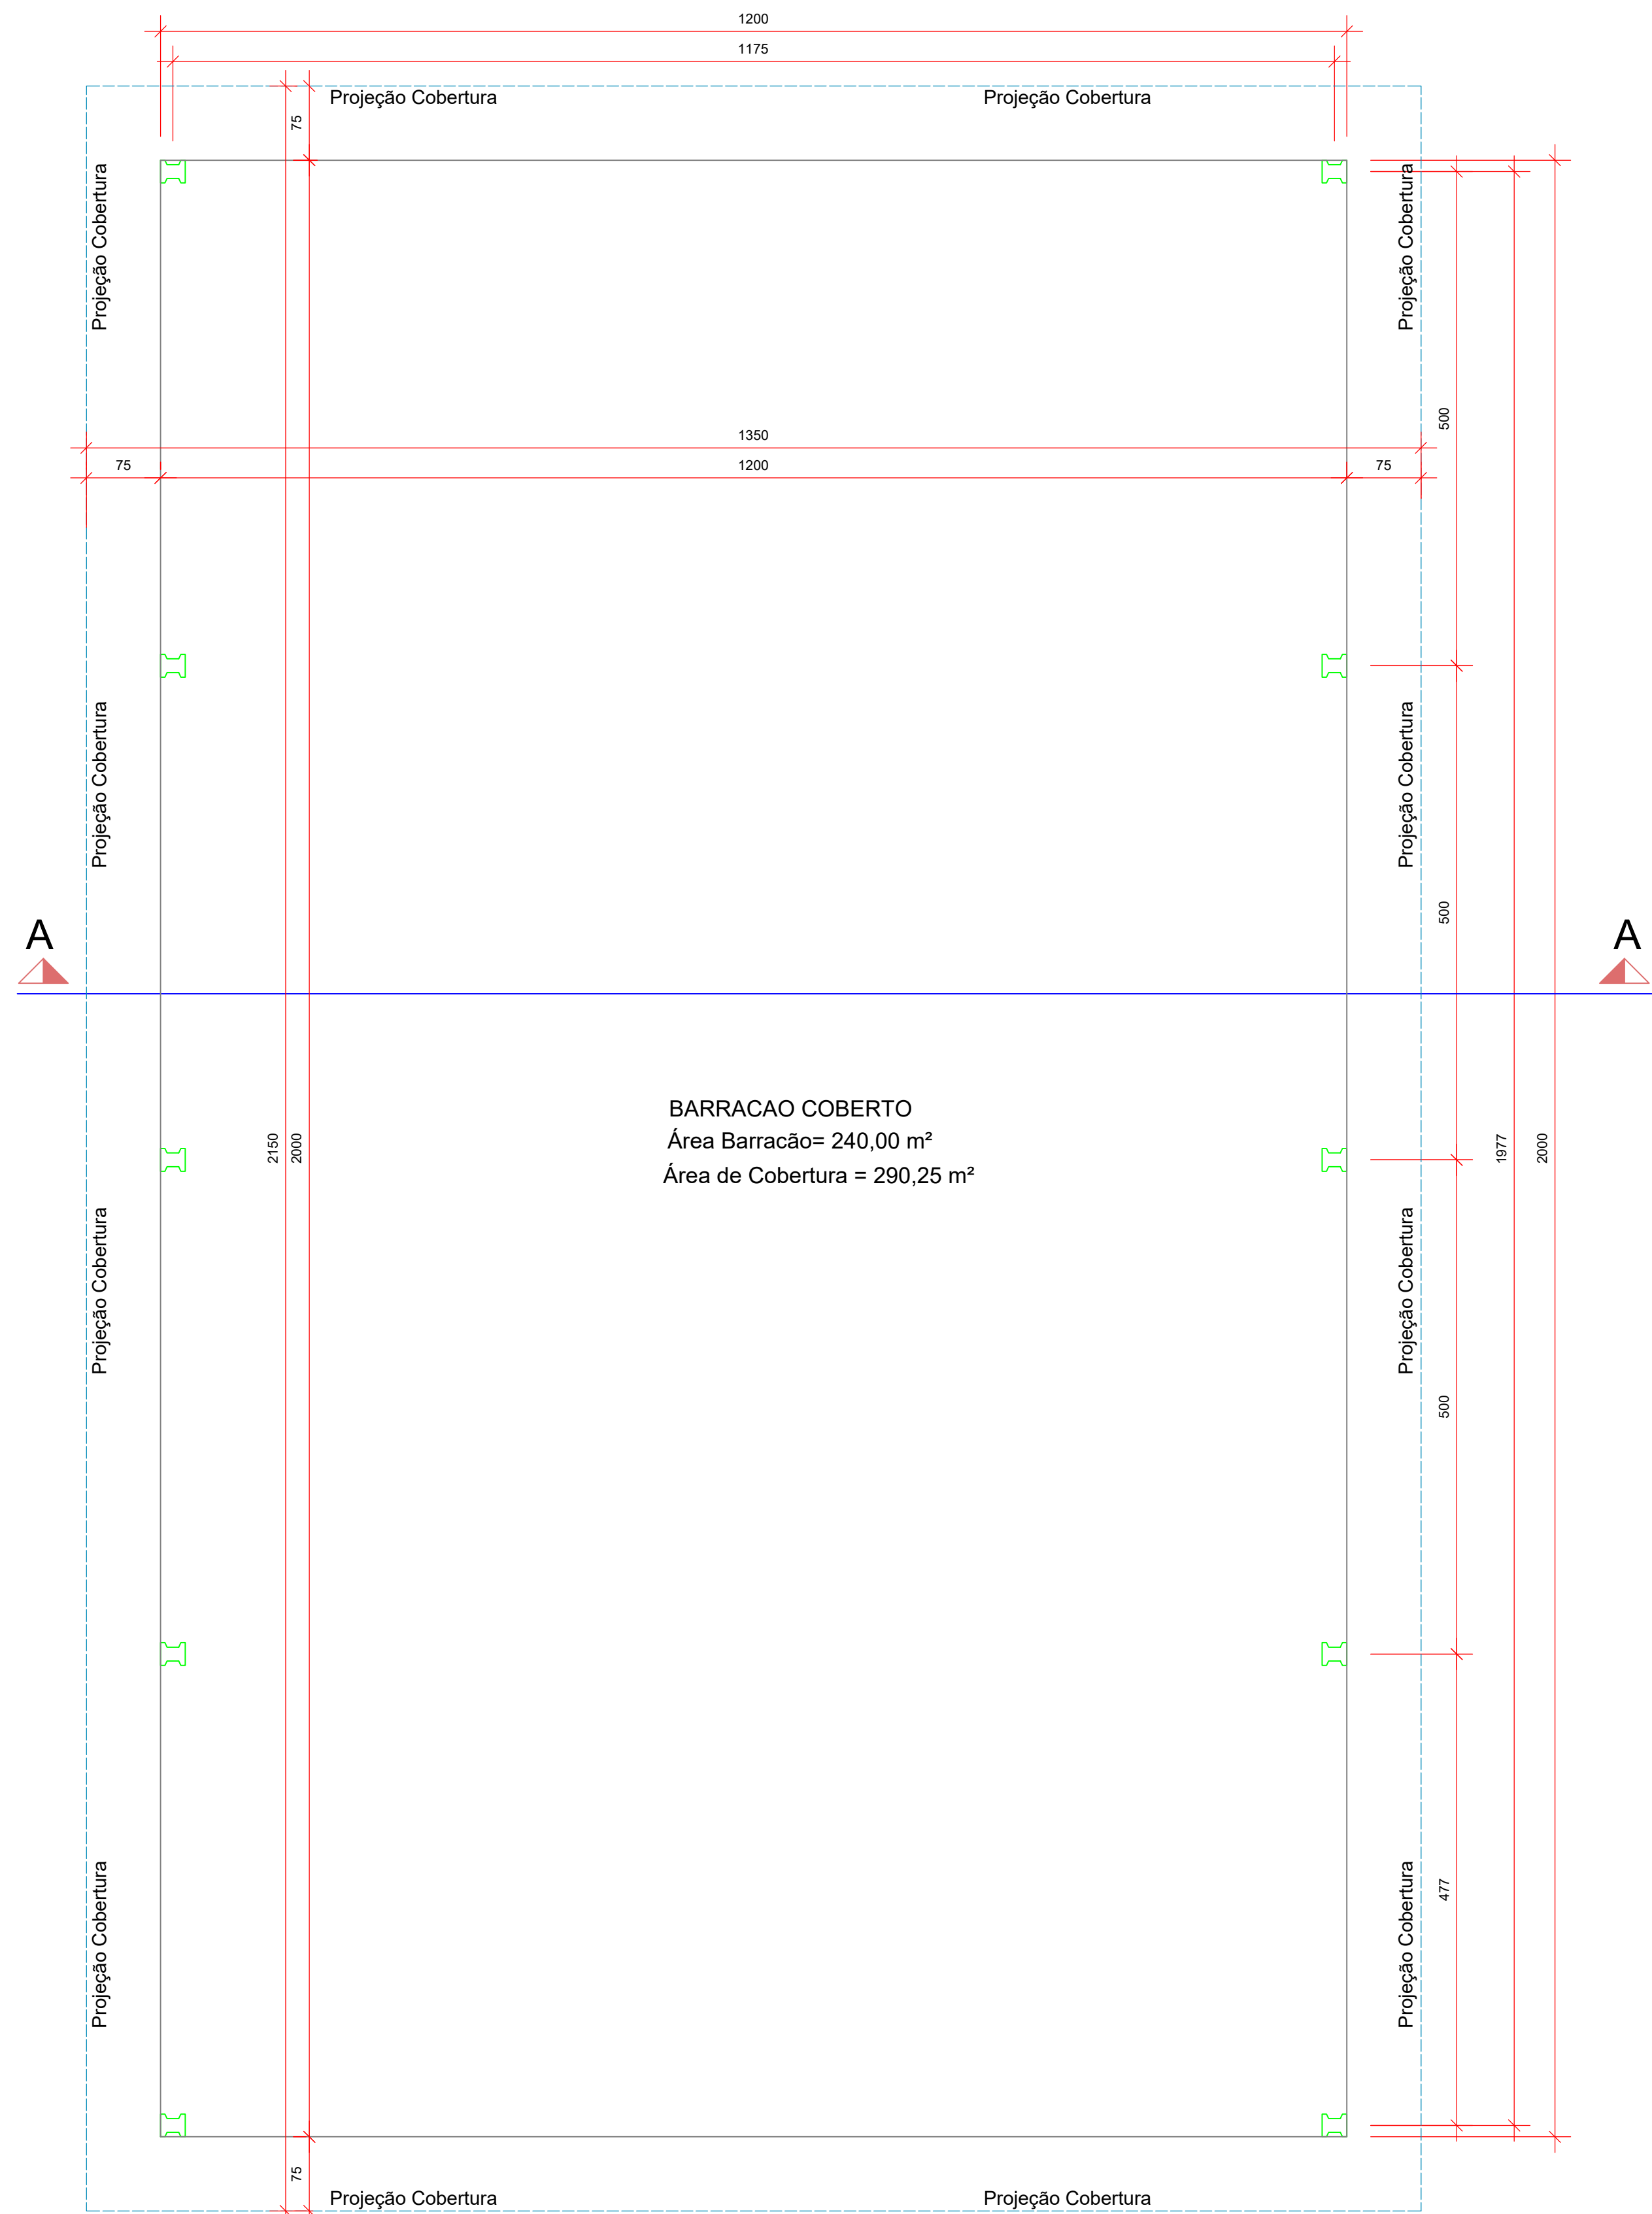 1200
1175
Projeção Cobertura
Projeção Cobertura
75
Projeção Cobertura
Projeção Cobertura
500
1350
75
1200
75
Projeção Cobertura
Projeção Cobertura
500
A
A
BARRACAO COBERTO
Área Barracão= 240,00 m²
Área de Cobertura = 290,25 m²
2150
2000
1977
2000
Projeção Cobertura
Projeção Cobertura
500
Projeção Cobertura
Projeção Cobertura
477
75
Projeção Cobertura
Projeção Cobertura